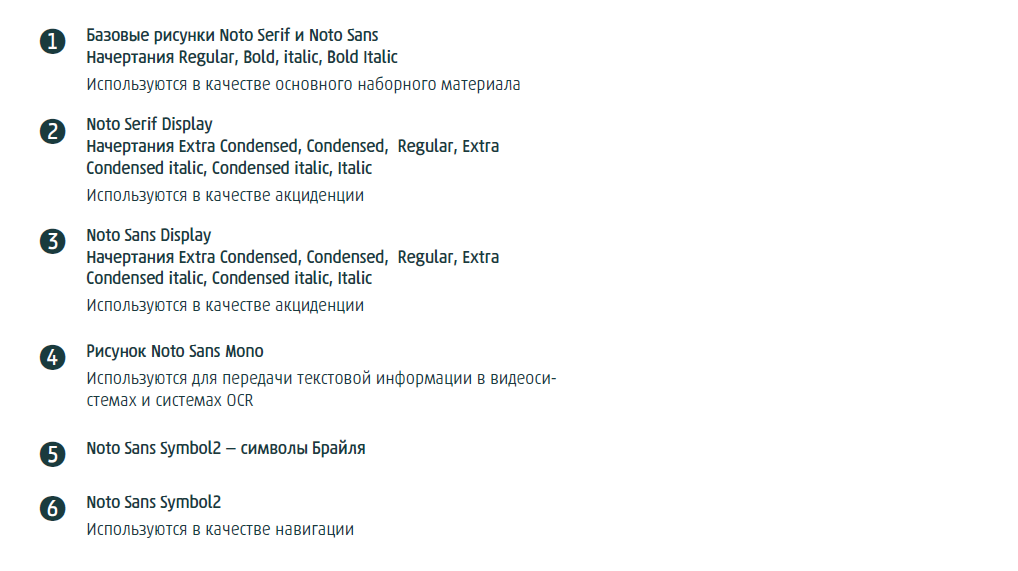 1 Базовые рисунки Noto Serif и Noto Sans
Начертания Regular, Bold, italic, Bold Italic
Используются в качестве основного наборного материала
2 Noto Serif Display
Начертания Extra Condensed, Condensed, Regular, Extra
Condensed italic, Condensed italic, Italic
Используются в качестве акциденции
3 Noto Sans Display
Начертания Extra Condensed, Condensed, Regular, Extra
Condensed italic, Condensed italic, Italic
Используются в качестве акциденции
4 Рисунок Noto Sans Mono
Используются для передачи текстовой информации в видеоси-
стемах и системах OCR
5 Noto Sans Symbol2 – символы Брайля
6 Noto Sans Symbol2
Используются в качестве навигации